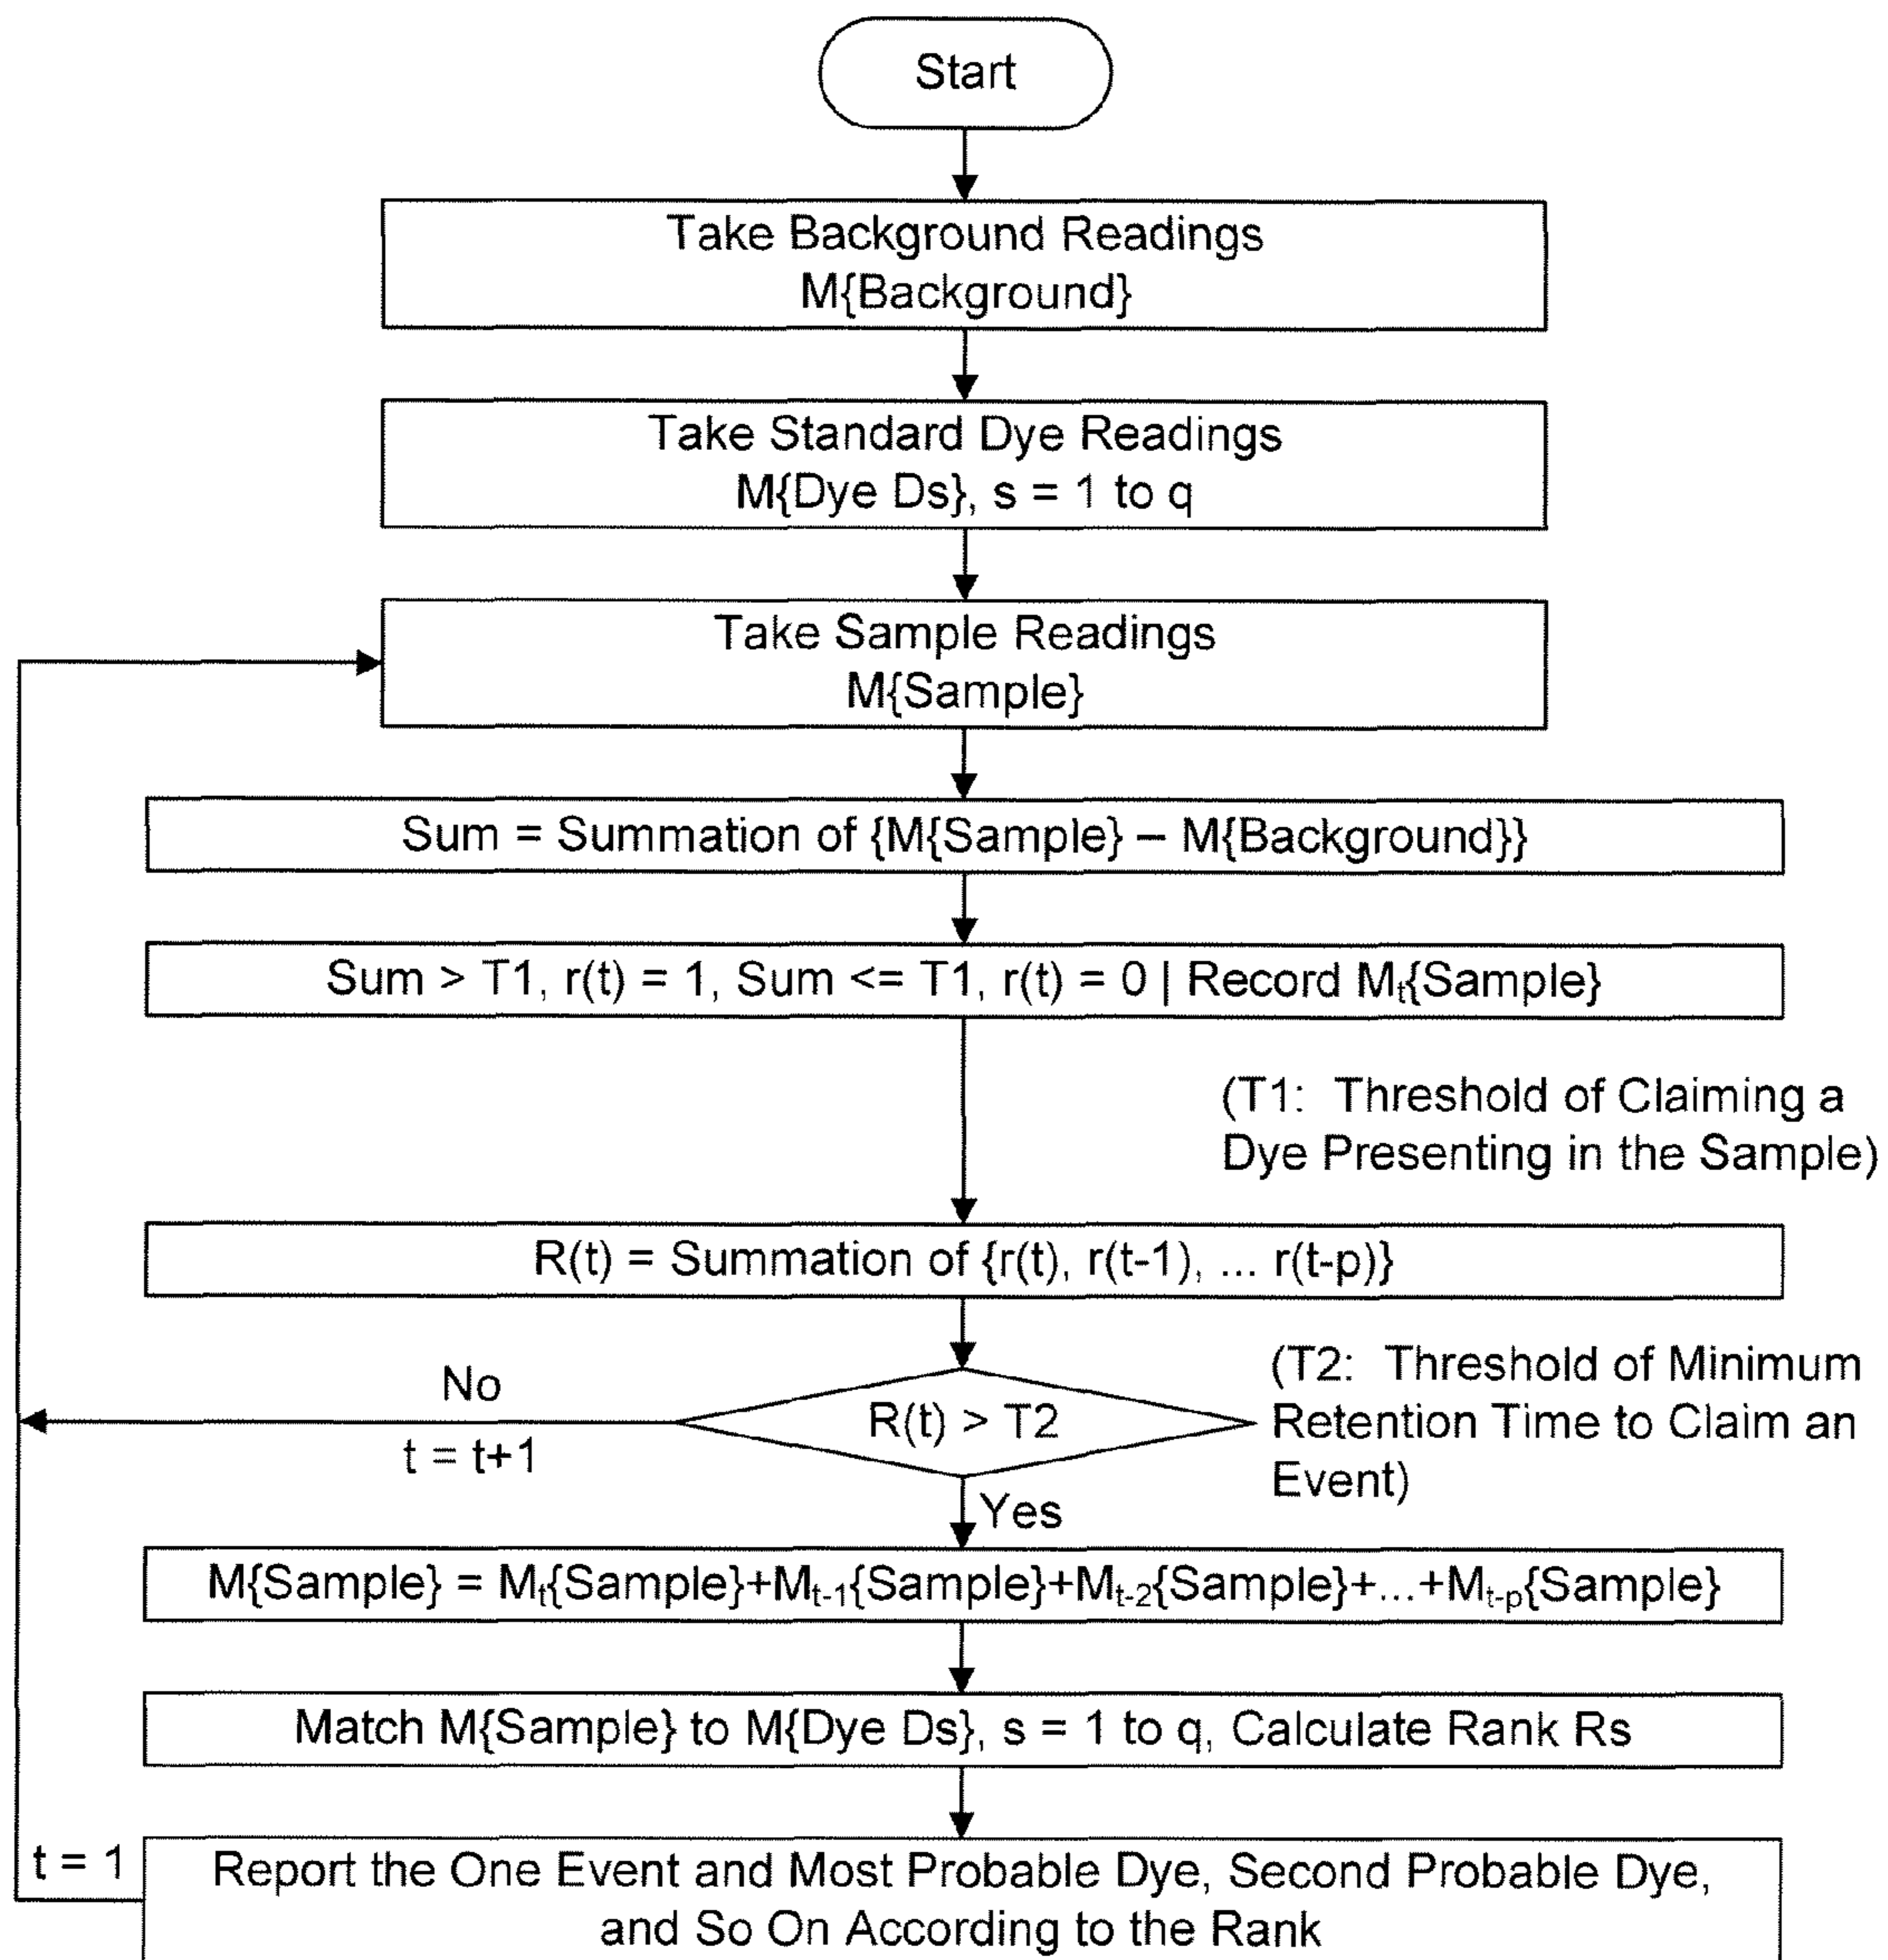 Start
Take Background Readings
M{Background}
Take Standard Dye Readings
M{Dye Ds}, s = 1 to q
Take Sample Readings
M{Sample}
Sum = Summation of {M{Sample} – M{Background}}
Sum > T1, r(t) = 1, Sum <= T1, r(t) = 0 | Record Mt{Sample}
(T1: Threshold of Claiming a
Dye Presenting in the Sample)
R(t) = Summation of {r(t), r(t-1), ... r(t-p)}
(T2: Threshold of Minimum
Retention Time to Claim an
Event)
No
R(t) > T2
t = t+1
Yes
M{Sample} = Mt{Sample}+Mt-1{Sample}+Mt-2{Sample}+...+Mt-p{Sample}
Match M{Sample} to M{Dye Ds}, s = 1 to q, Calculate Rank Rs
t = 1
Report the One Event and Most Probable Dye, Second Probable Dye,
and So On According to the Rank